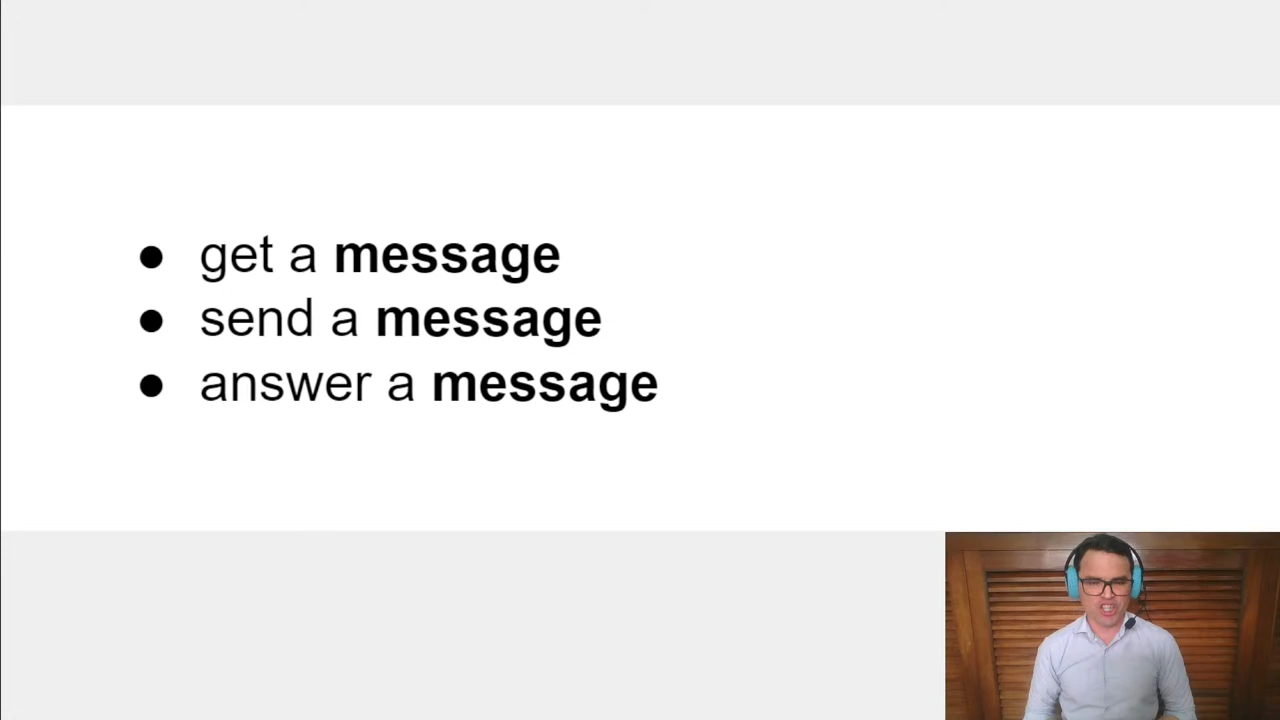 ● get a message
● send a message
● answer a message